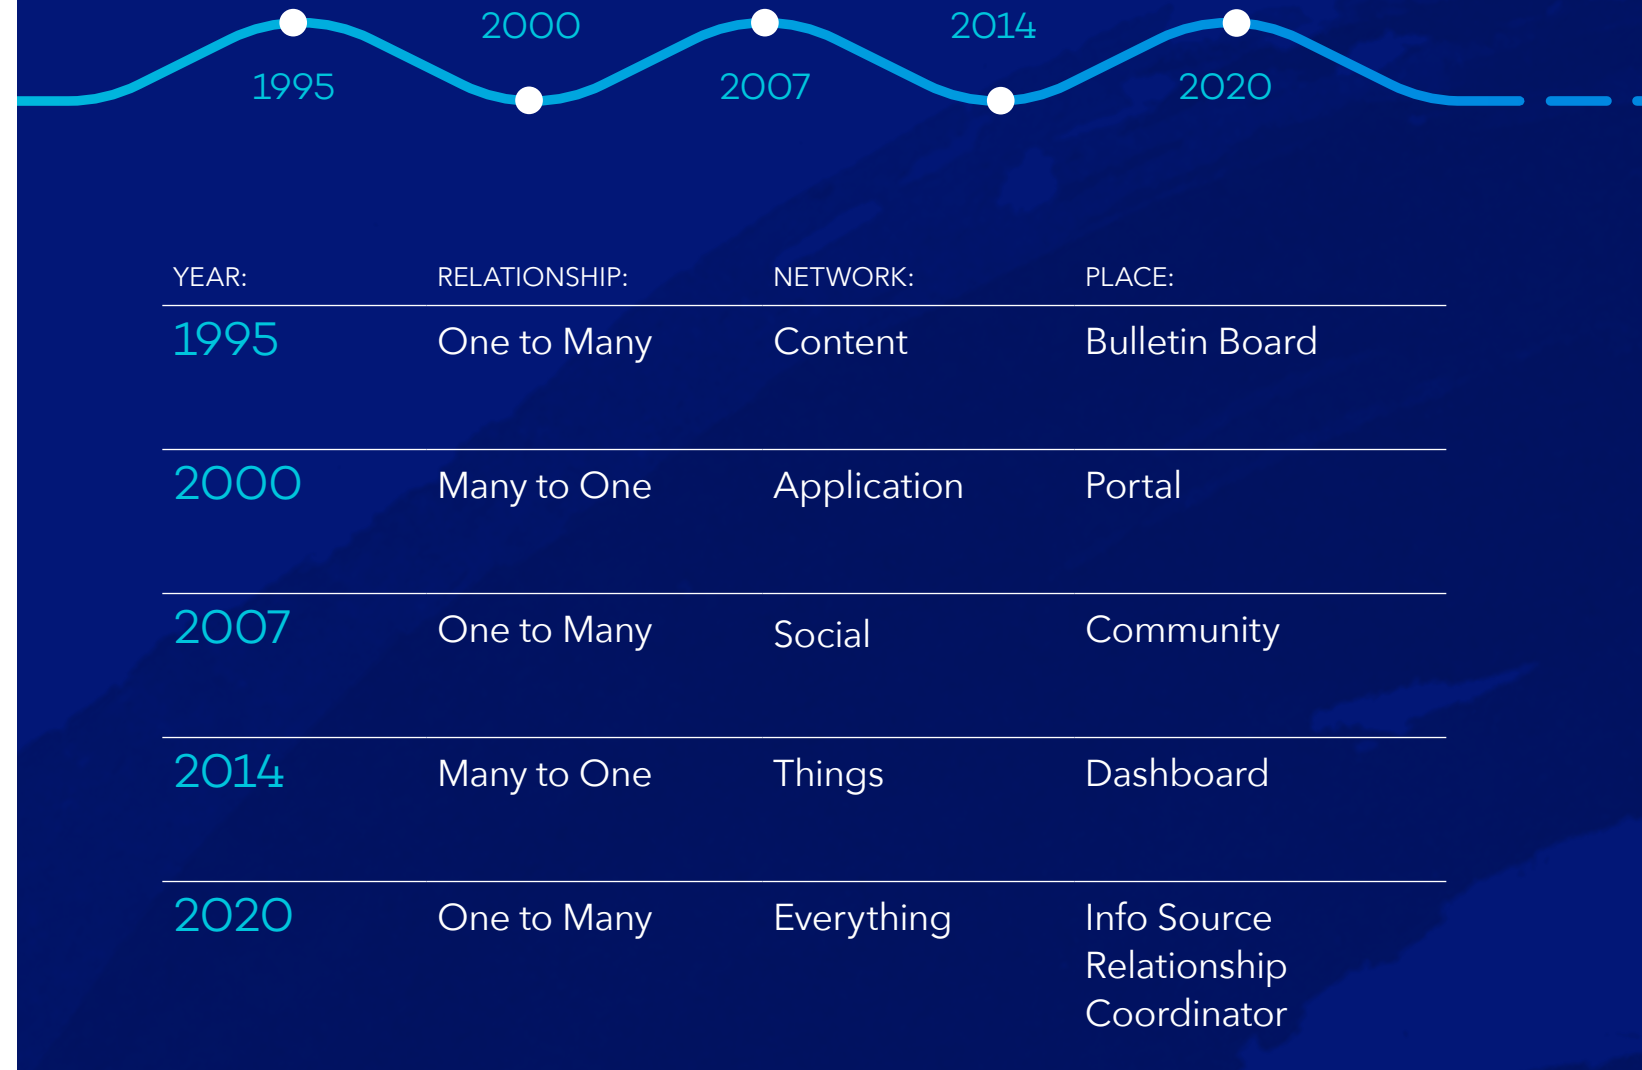 2000 2014
1995 2007 2020
YEAR: RELATIONSHIP: NETWORK: PLACE:
1995 One to Many Content Bulletin Board
2000 Many to One Application Portal
2007 One to Many Social Community
2014 Many to One Things Dashboard
2020 One to Many Everything Info Source
Relationship
Coordinator